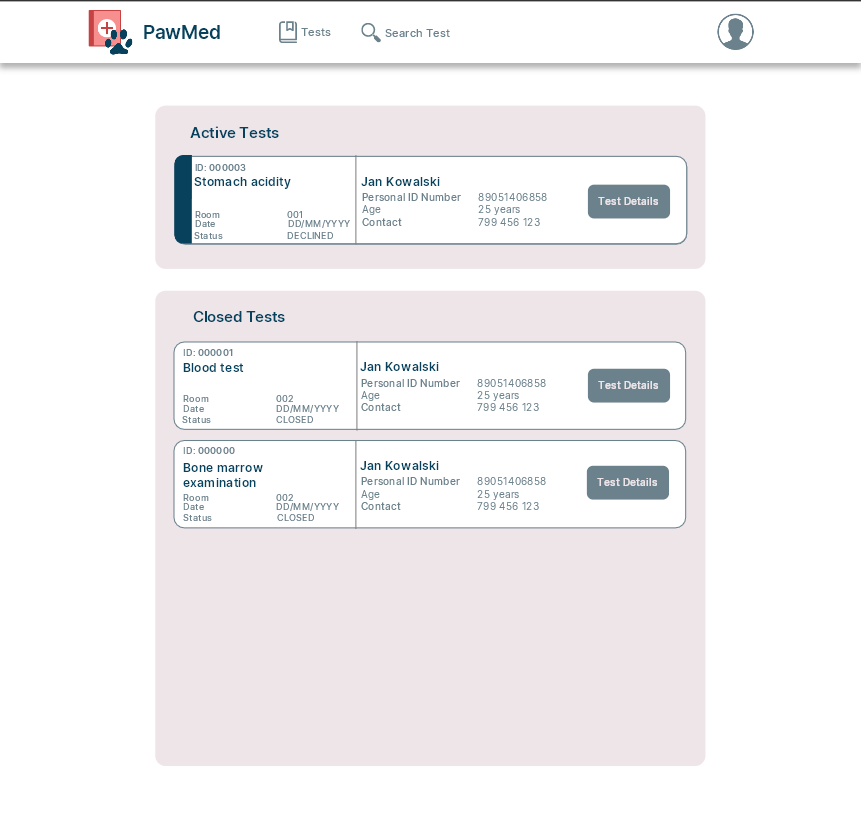 PawMed
Tests
Search Test
Active Tests
ID: 000003
Stomach acidity
Room 001
Date DD/MM/YYYY
Status DECLINED
Jan Kowalski
Personal ID Number 89051406858
Age 25 years
Contact 799 456 123
Test Details
Closed Tests
ID: 000001
Blood test
Room 002
Date DD/MM/YYYY
Status CLOSED
Jan Kowalski
Personal ID Number 89051406858
Age 25 years
Contact 799 456 123
Test Details
ID: 000000
Bone marrow
examination
Room 002
Date DD/MM/YYYY
Status CLOSED
Jan Kowalski
Personal ID Number 89051406858
Age 25 years
Contact 799 456 123
Test Details